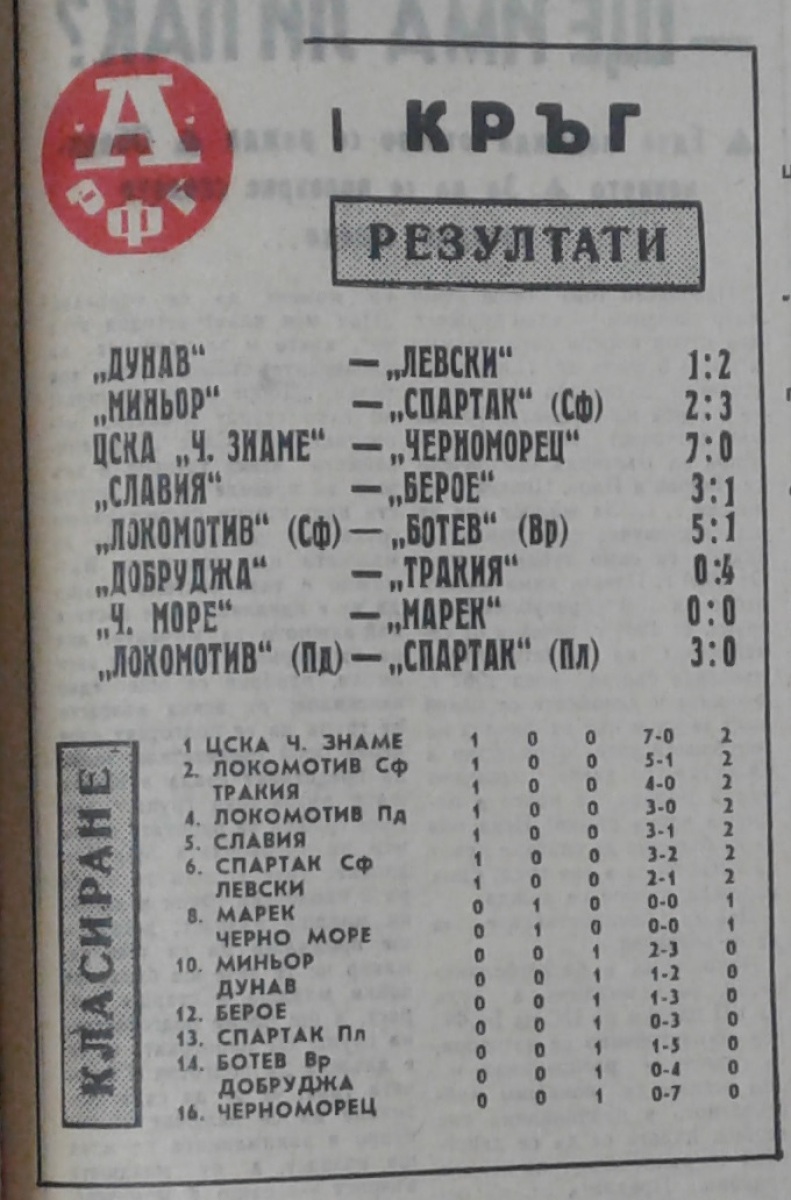 А
РФГ
I КРЪГ
РЕЗУЛТАТИ
„ДУНАВ“ — „ЛЕВСКИ“ 1:2
„МИНЬОР“ — „СПАРТАК“ (Сф) 2:3
ЦСКА „Ч. ЗНАМЕ“ — „ЧЕРНОМОРЕЦ“ 7:0
„СЛАВИЯ“ — „БЕРОЕ“ 3:1
„ЛОКОМОТИВ“ (Сф) — „БОТЕВ“ (Вр) 5:1
„ДОБРУДЖА“ — „ТРАКИЯ“ 0:4
„Ч. МОРЕ“ — „МАРЕК“ 0:0
„ЛОКОМОТИВ“ (Пд) — „СПАРТАК“ (Пл) 3:0
КЛАСИРАНЕ
1 ЦСКА Ч. ЗНАМЕ 1 0 0 7-0 2
2. ЛОКОМОТИВ Сф 1 0 0 5-1 2
ТРАКИЯ 1 0 0 4-0 2
4. ЛОКОМОТИВ Пд 1 0 0 3-0 2
5. СЛАВИЯ 1 0 0 3-1 2
6. СПАРТАК Сф 1 0 0 3-2 2
ЛЕВСКИ 1 0 0 2-1 2
8. МАРЕК 0 1 0 0-0 1
ЧЕРНО МОРЕ 0 1 0 0-0 1
10. МИНЬОР 0 0 1 2-3 0
ДУНАВ 0 0 1 1-2 0
12. БЕРОЕ 0 0 1 1-3 0
13. СПАРТАК Пл 0 0 1 0-3 0
14. БОТЕВ Вр 0 0 1 1-5 0
ДОБРУДЖА 0 0 1 0-4 0
16. ЧЕРНОМОРЕЦ 0 0 1 0-7 0